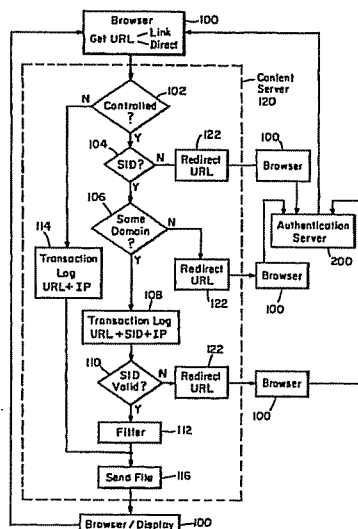 Browser
Get URL Link
Direct
100
Content
Server
120
Controlled
?
102
N
Y
104
SID?
N
Y
122
Redirect
URL
100
Browser
106
Same
Domain
?
N
Y
Authentication
Server
200
114
Transaction
Log
URL+IP
Redirect
URL
122
Browser
100
108
Transaction Log
URL+SID+IP
110
SID
Valid?
N
Y
122
Redirect
URL
Browser
100
Filter
112
Send File
116
Browser/Display
100